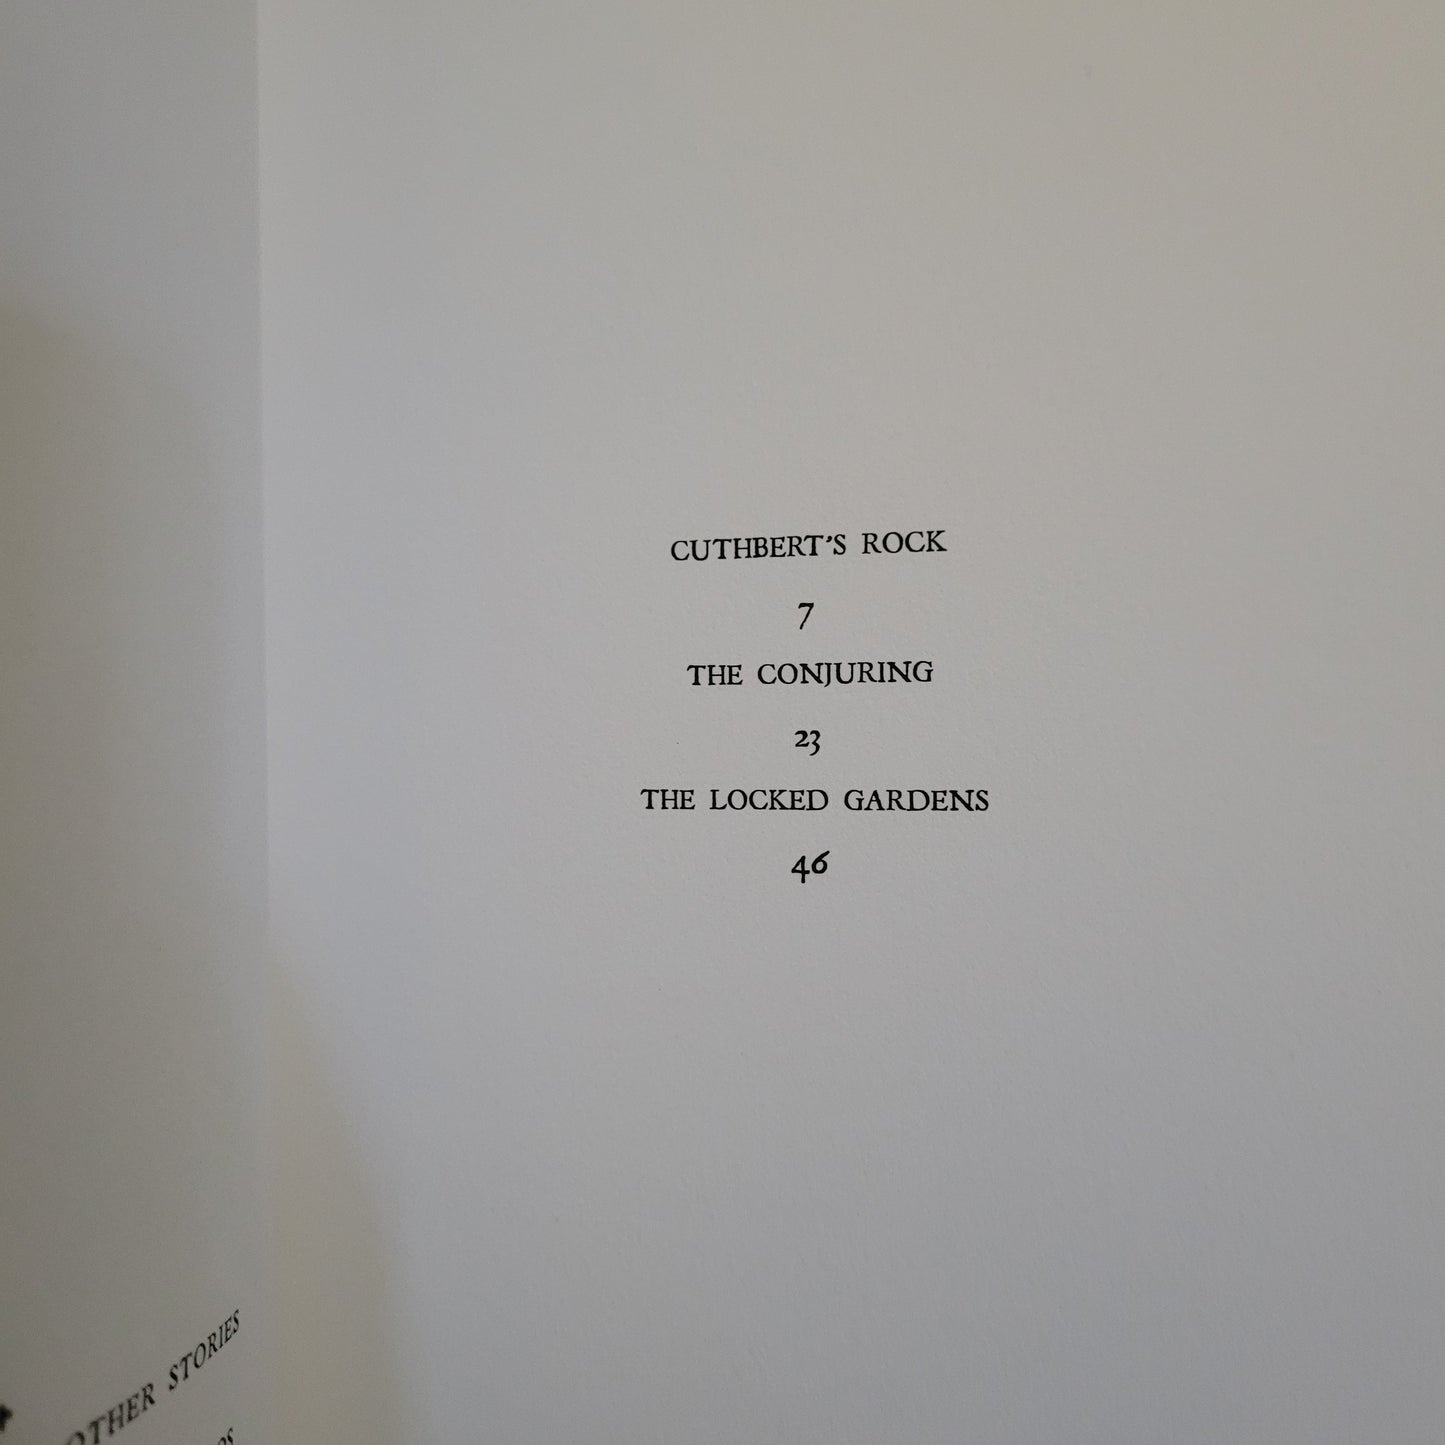 CUTHBERT'S ROCK
7
THE CONJURING
23
THE LOCKED GARDENS
46
OTHER STORIES